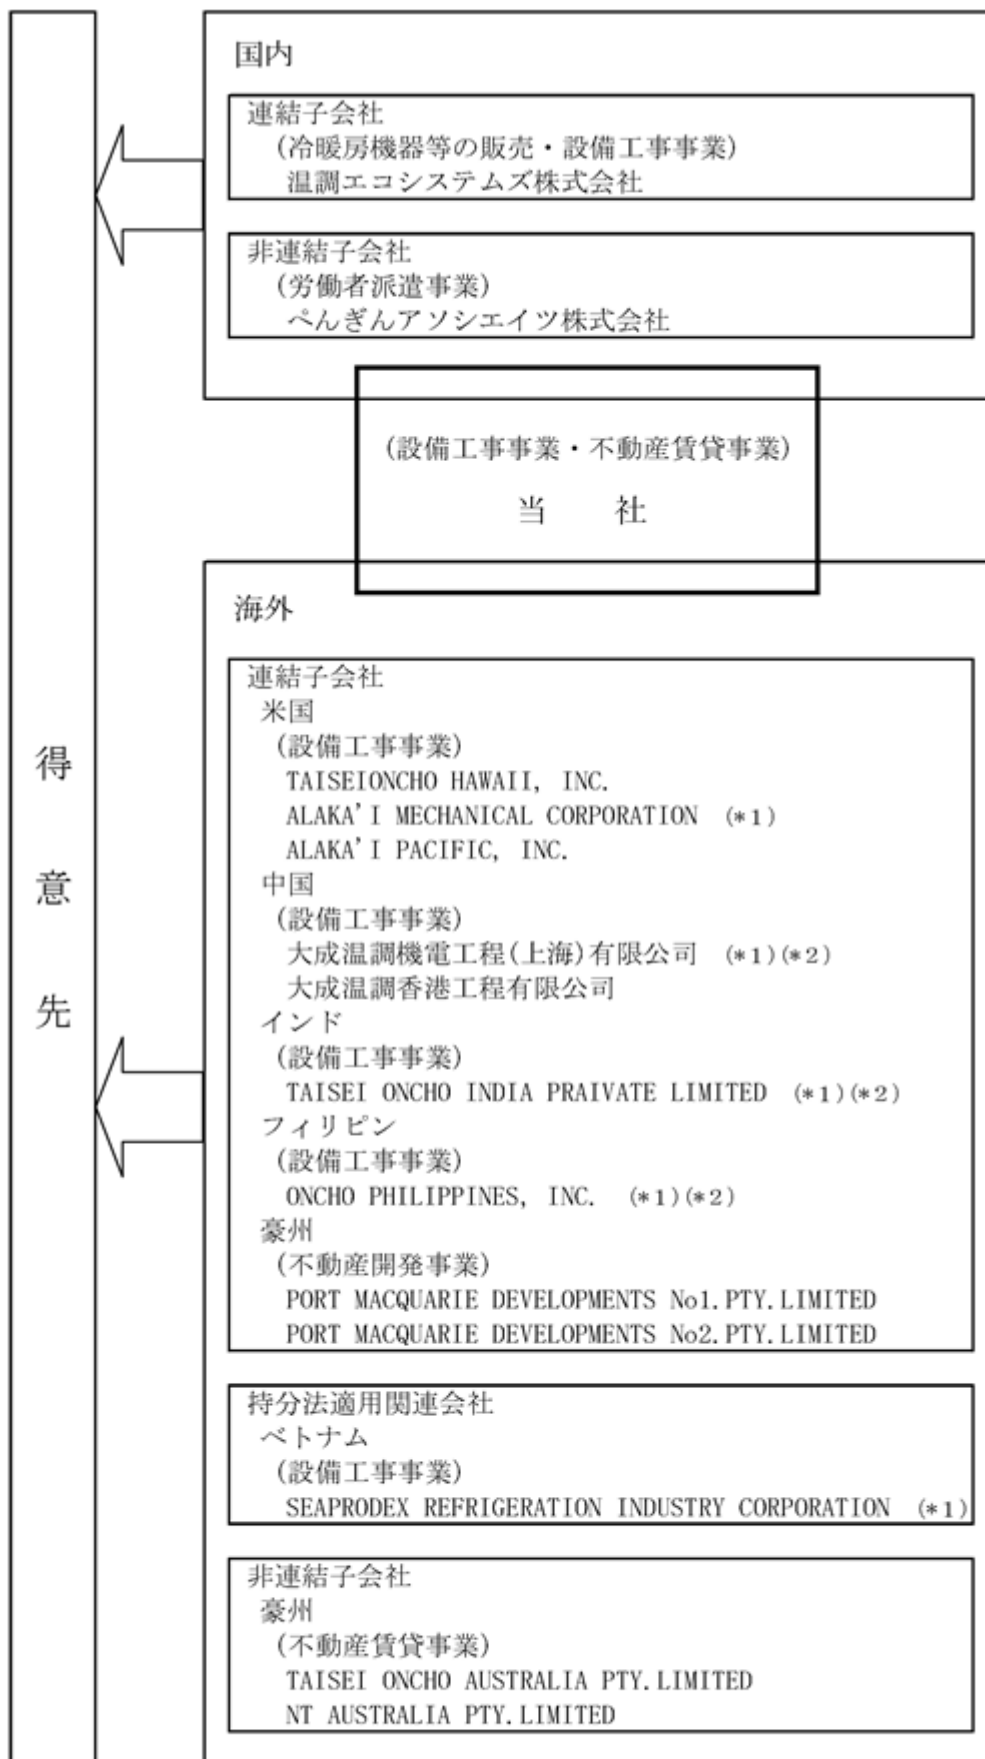 国内
連結子会社
(冷暖房機器等の販売・設備工事事業)
温調エコシステムズ株式会社
非連結子会社
(労働者派遣事業)
ぺんぎんアソシエイツ株式会社
(設備工事事業・不動産賃貸事業)
当 社
海外
連結子会社
米国
(設備工事事業)
TAISEIONCHO HAWAII, INC.
ALAKA'I MECHANICAL CORPORATION (*1)
ALAKA'I PACIFIC, INC.
中国
(設備工事事業)
大成温調機電工程(上海)有限公司 (*1)(*2)
大成温調香港工程有限公司
インド
(設備工事事業)
TAISEI ONCHO INDIA PRAIVATE LIMITED (*1)(*2)
フィリピン
(設備工事事業)
ONCHO PHILIPPINES, INC. (*1)(*2)
豪州
(不動産開発事業)
PORT MACQUARIE DEVELOPMENTS No1.PTY.LIMITED
PORT MACQUARIE DEVELOPMENTS No2.PTY.LIMITED
持分法適用関連会社
ベトナム
(設備工事事業)
SEAPRODEX REFRIGERATION INDUSTRY CORPORATION (*1)
非連結子会社
豪州
(不動産賃貸事業)
TAISEI ONCHO AUSTRALIA PTY.LIMITED
NT AUSTRALIA PTY.LIMITED
得意先